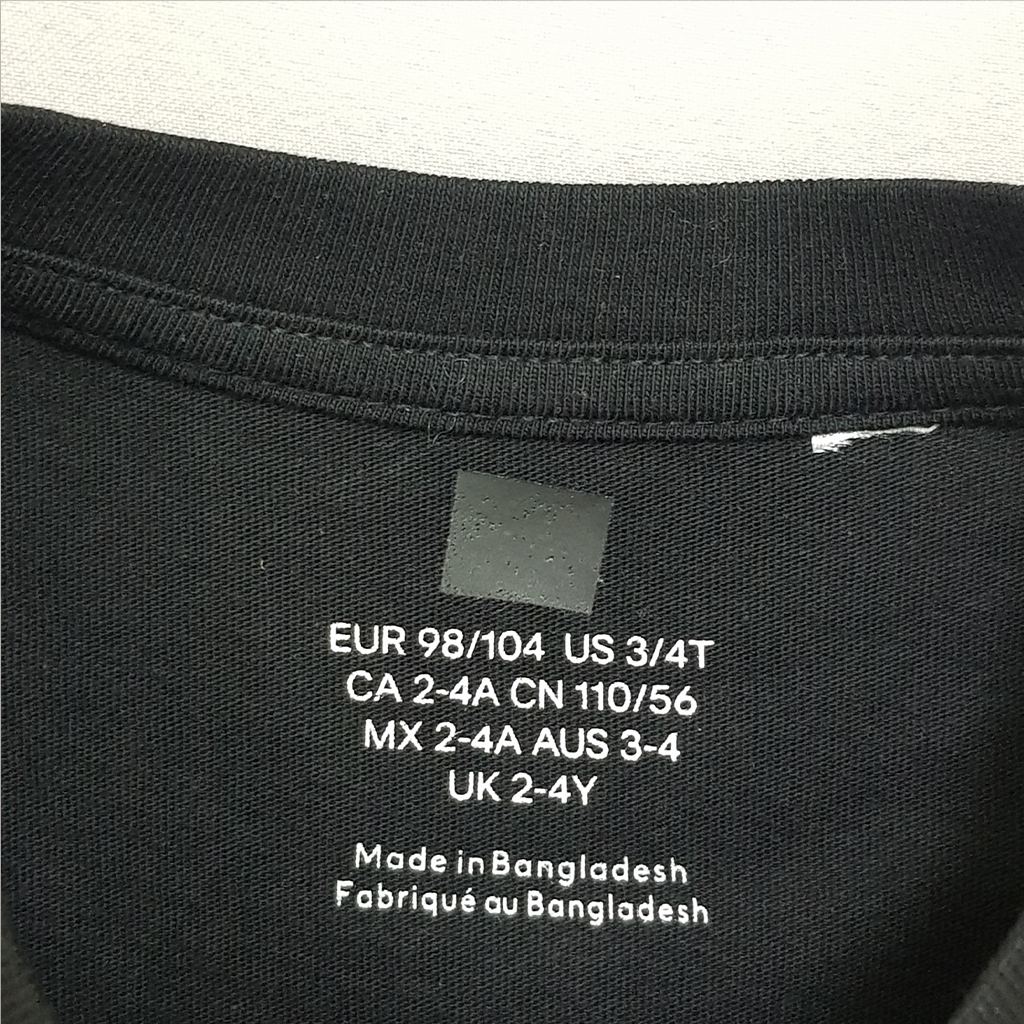 EUR 98/104 US 3/4T
CA 2-4A CN 110/56
MX 2-4A AUS 3-4
UK 2-4Y
Made in Bangladesh
Fabriqué au Bangladesh